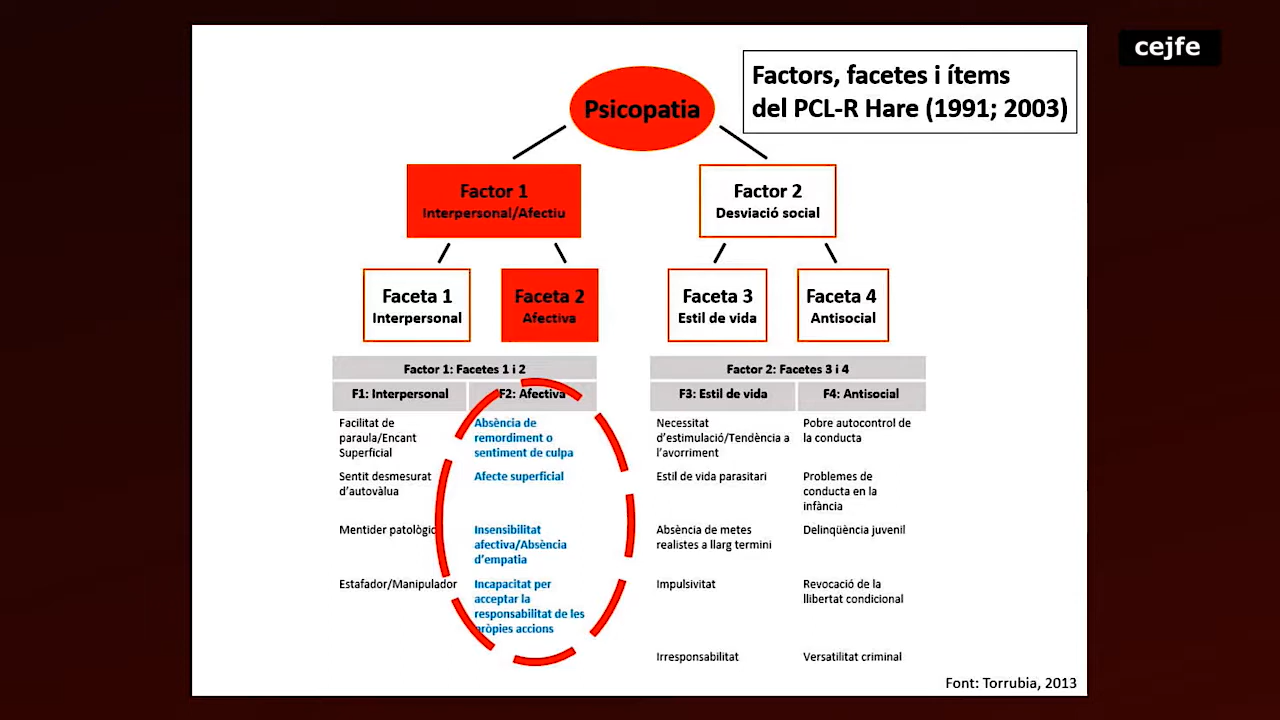 cejfe
Factors, facetes i ítems
del PCL-R Hare (1991; 2003)
Psicopatia
Factor 1
Interpersonal/Afectiu
Factor 2
Desviació social
Faceta 1
Interpersonal
Faceta 2
Afectiva
Faceta 3
Estil de vida
Faceta 4
Antisocial
Factor 1: Facetes 1 i 2
F1: Interpersonal
F2: Afectiva
Facilitat de
paraula/Encant
Superficial
Absència de
remordiment o
sentiment de culpa
Sentit desmesurat
d'autovàlua
Afecte superficial
Mentider patològic
Insensibilitat
afectiva/Absència
d'empatia
Estafador/Manipulador
Incapacitat per
acceptar la
responsabilitat de les
pròpies accions
Factor 2: Facetes 3 i 4
F3: Estil de vida
F4: Antisocial
Necessitat
d'estimulació/Tendència a
l'avorriment
Pobre autocontrol de
la conducta
Estil de vida parasitari
Problemes de
conducta en la
infància
Absència de metes
realistes a llarg termini
Delinqüència juvenil
Impulsivitat
Revocació de la
llibertat condicional
Irresponsabilitat
Versatilitat criminal
Font: Torrubia, 2013